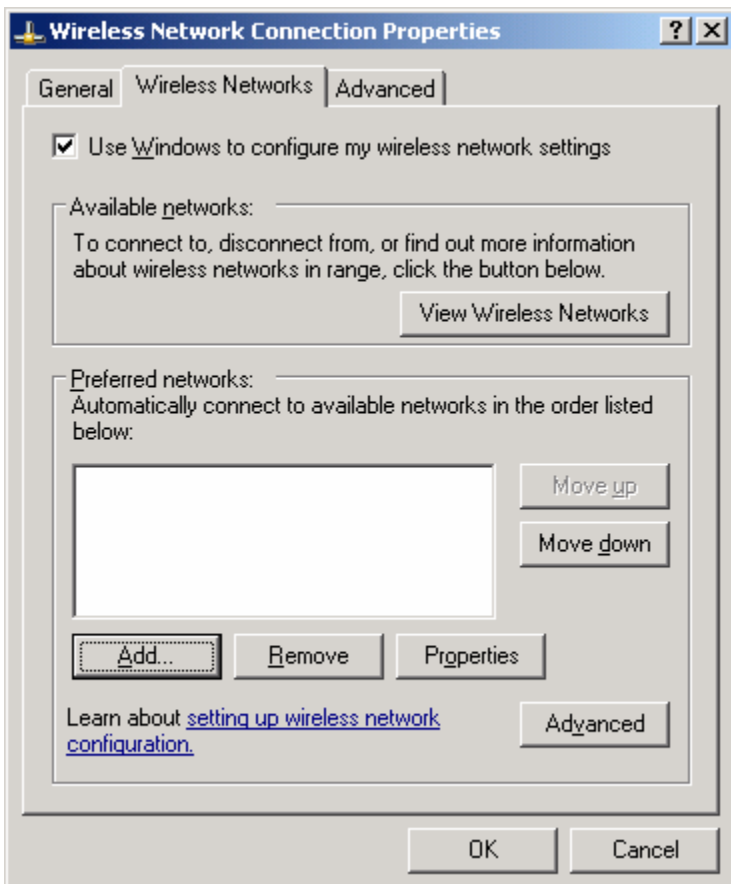 Wireless Network Connection Properties
General Wireless Networks Advanced
Use Windows to configure my wireless network settings
Available networks:
To connect to, disconnect from, or find out more information
about wireless networks in range, click the button below.
View Wireless Networks
Preferred networks:
Automatically connect to available networks in the order listed
below:
Move up
Move down
Add... Remove Properties
Learn about setting up wireless network
configuration.
Advanced
OK Cancel